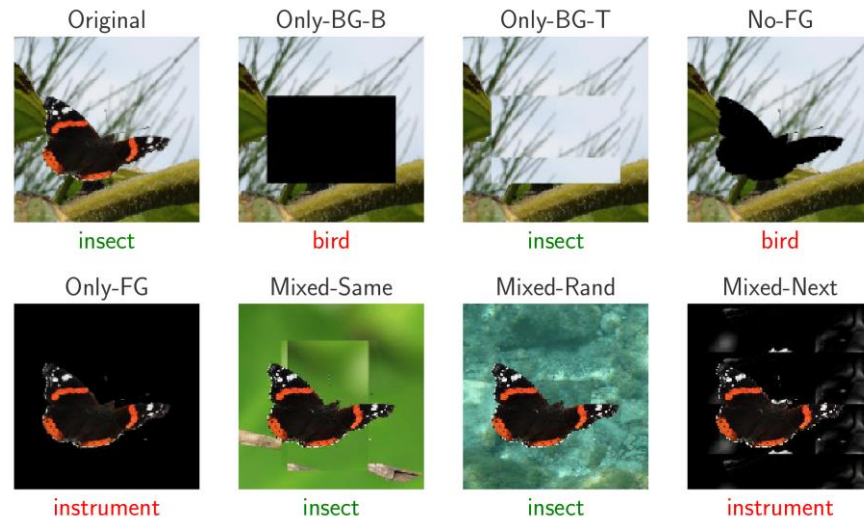 Original Only-BG-B Only-BG-T No-FG
insect bird insect bird
Only-FG Mixed-Same Mixed-Rand Mixed-Next
instrument insect insect instrument